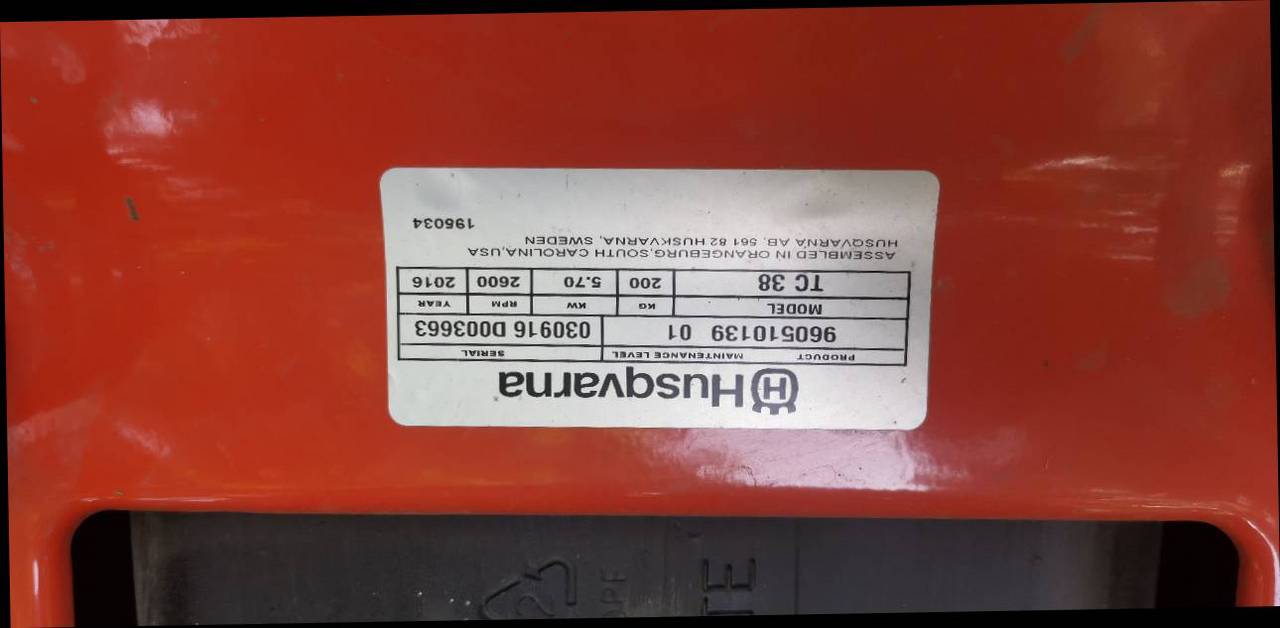 Husqvarna
PRODUCT MAINTENANCE LEVEL SERIAL
960510139 01 030916 D003663
MODEL KG KW RPM YEAR
TC 38 200 5.70 2600 2016
ASSEMBLED IN ORANGEBURG,SOUTH CAROLINA,USA
HUSQVARNA AB, 561 82 HUSKVARNA, SWEDEN
195034